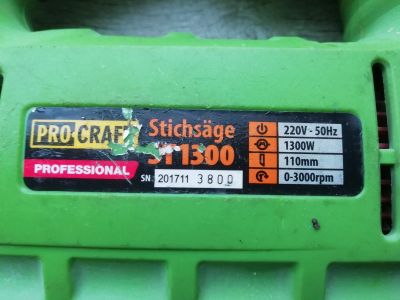 PRO-CRAFT
PROFESSIONAL
Stichsäge
ST1300
SN: 201711 3800
220V - 50Hz
1300W
110mm
0-3000rpm